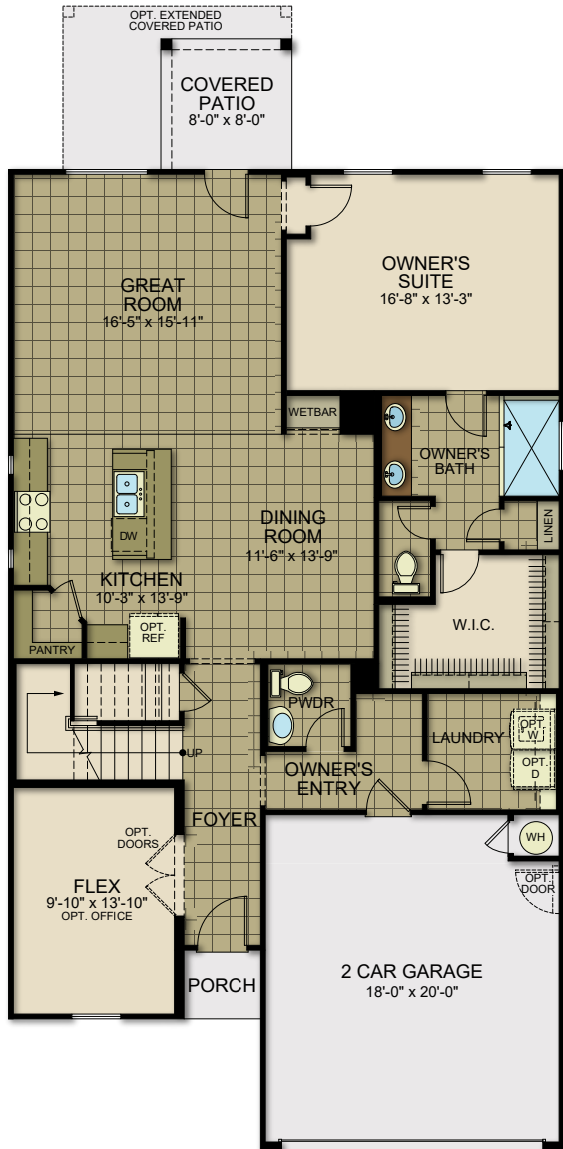 OPT. EXTENDED
COVERED PATIO
COVERED
PATIO
8'-0" x 8'-0"
GREAT
ROOM
16'-5" x 15'-11"
OWNER'S
SUITE
16'-8" x 13'-3"
WETBAR
OWNER'S
BATH
LINEN
DW
DINING
ROOM
11'-6" x 13'-9"
KITCHEN
10'-3" x 13'-9"
OPT.
REF
PANTRY
W.I.C.
PWDR
LAUNDRY
OPT.
W
OPT.
D
UP
OWNER'S
ENTRY
FOYER
OPT.
DOORS
WH
FLEX
9'-10" x 13'-10"
OPT. OFFICE
OPT.
DOOR
PORCH
2 CAR GARAGE
18'-0" x 20'-0"